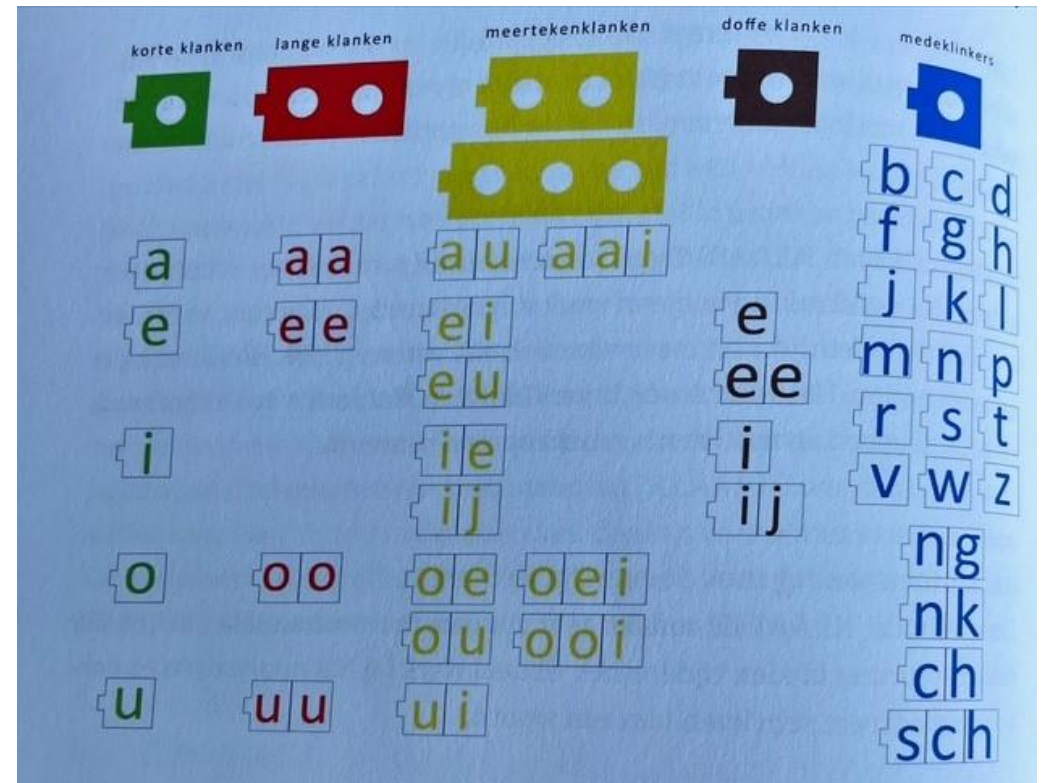 korte klanken lange klanken meertekenklanken doffe klanken medeklinkers
b c d
f g h
a aa au aai
j k l
e ee ei e
eu ee m n p
i ie i r s t
ij ij v w z
ng
o oo oe oei
nk
ou ooi
ch
u uu ui
sch